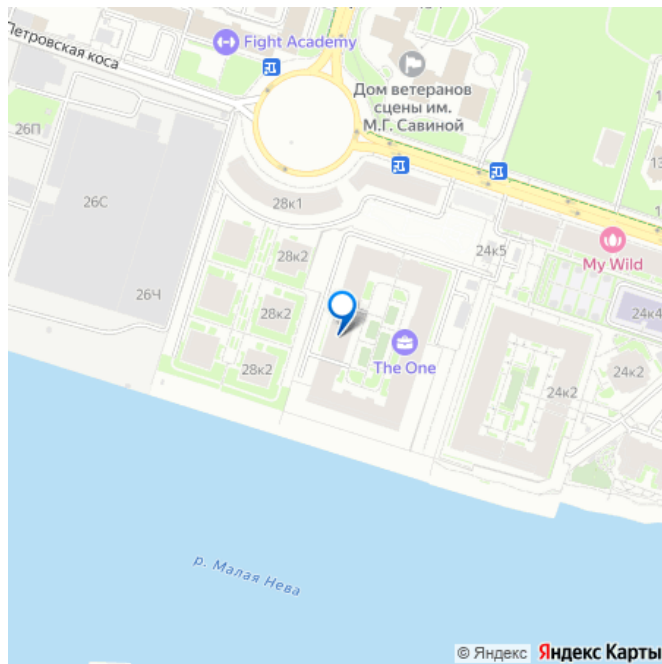 Петровская коса
Fight Academy
Дом ветеранов
сцены им.
М.Г. Савиной
26П
26С
28к1
28к2
24к5
My Wild
26Ч
28к2
24к4
The One
28к2
24к2
24к2
р. Малая Нева
© Яндекс Яндекс Карты